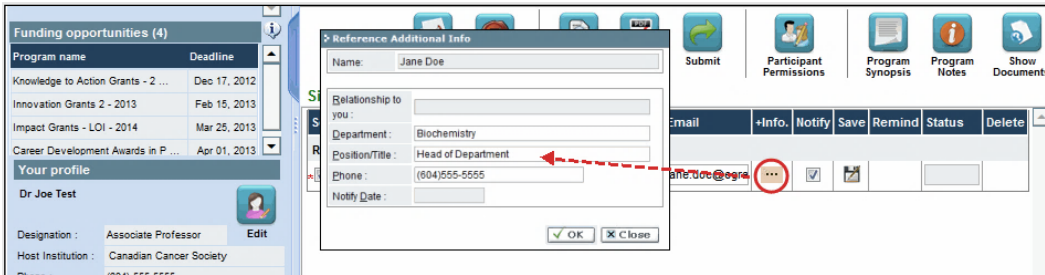 Funding opportunities (4)
Program name Deadline
Knowledge to Action Grants - 2 ... Dec 17, 2012
Innovation Grants 2 - 2013 Feb 15, 2013
Impact Grants - LOI - 2014 Mar 25, 2013
Career Development Awards in P ... Apr 01, 2013
Your profile
Dr Joe Test
Edit
Designation : Associate Professor
Host Institution : Canadian Cancer Society
Reference Additional Info
Name: Jane Doe
Relationship to
you :
Department : Biochemistry
Position/Title : Head of Department
Phone : (604)555-5555
Notify Date :
OK Close
Submit
Participant
Permissions
Program
Synopsis
Program
Notes
Show
Document
+Info. Notify Save Remind Status Delete